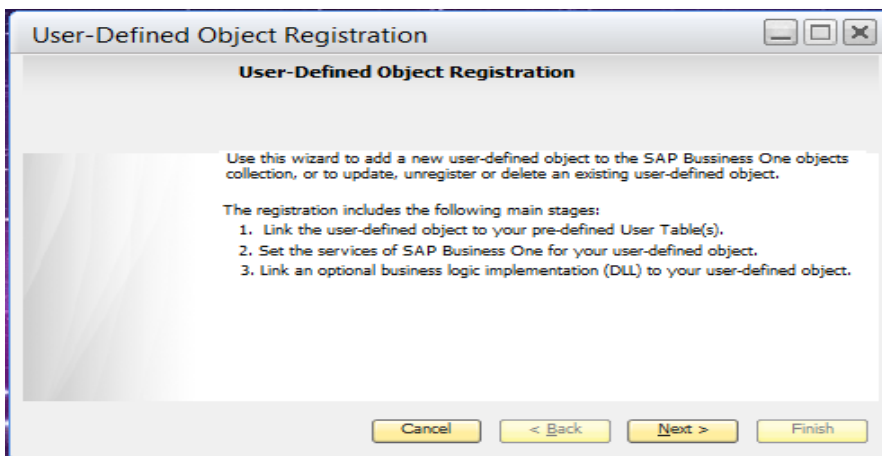 User-Defined Object Registration
User-Defined Object Registration
Use this wizard to add a new user-defined object to the SAP Bussiness One objects
collection, or to update, unregister or delete an existing user-defined object.
The registration includes the following main stages:
1. Link the user-defined object to your pre-defined User Table(s).
2. Set the services of SAP Business One for your user-defined object.
3. Link an optional business logic implementation (DLL) to your user-defined object.
Cancel < Back Next > Finish